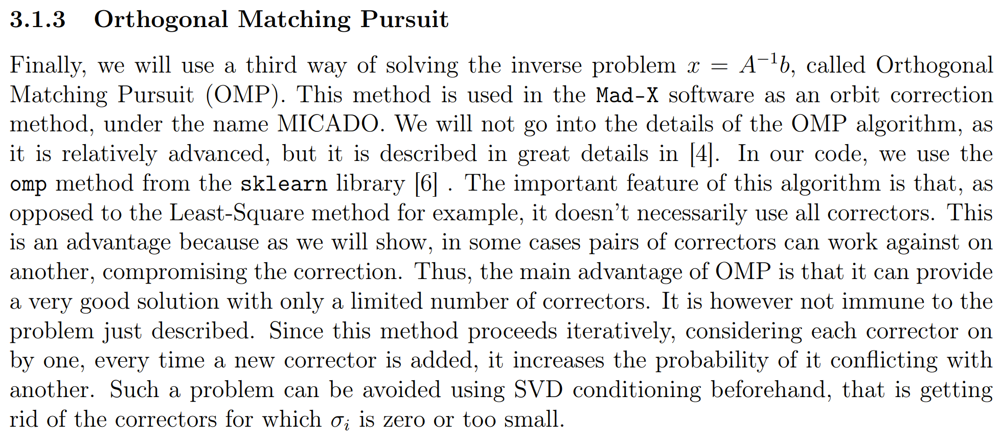 3.1.3 Orthogonal Matching Pursuit
Finally, we will use a third way of solving the inverse problem x = A⁻¹b, called Orthogonal
Matching Pursuit (OMP). This method is used in the Mad-X software as an orbit correction
method, under the name MICADO. We will not go into the details of the OMP algorithm, as
it is relatively advanced, but it is described in great details in [4]. In our code, we use the
omp method from the sklearn library [6] . The important feature of this algorithm is that, as
opposed to the Least-Square method for example, it doesn't necessarily use all correctors. This
is an advantage because as we will show, in some cases pairs of correctors can work against on
another, compromising the correction. Thus, the main advantage of OMP is that it can provide
a very good solution with only a limited number of correctors. It is however not immune to the
problem just described. Since this method proceeds iteratively, considering each corrector on
by one, every time a new corrector is added, it increases the probability of it conflicting with
another. Such a problem can be avoided using SVD conditioning beforehand, that is getting
rid of the correctors for which σᵢ is zero or too small.